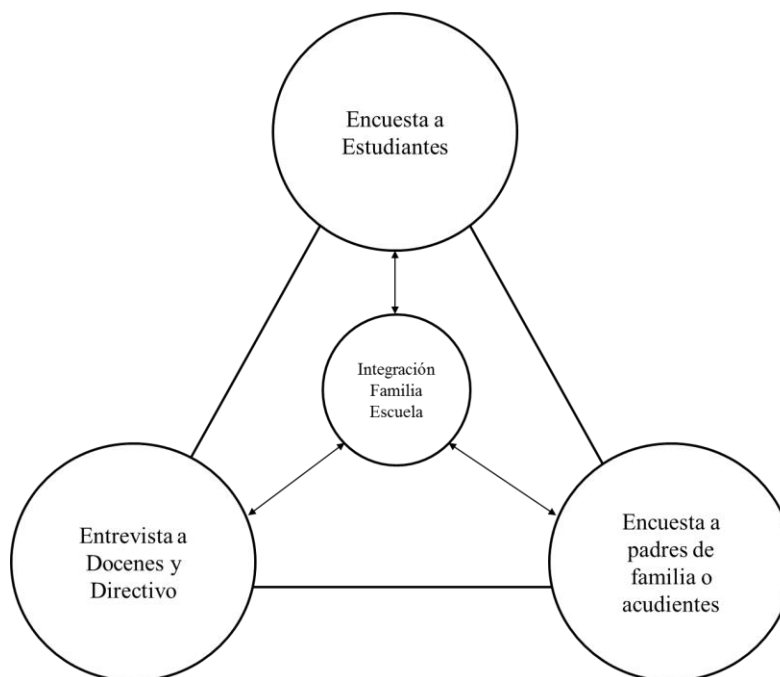 Encuesta a
Estudiantes
Integración
Familia
Escuela
Entrevista a
Docenes y
Directivo
Encuesta a
padres de
familia o
acudientes